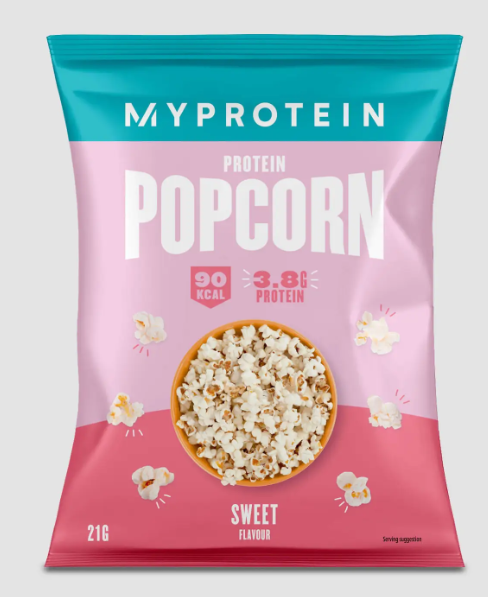 MYPROTEIN
PROTEIN
POPCORN
90
KCAL
3.8G
PROTEIN
SWEET
FLAVOUR
21G
Serving suggestion